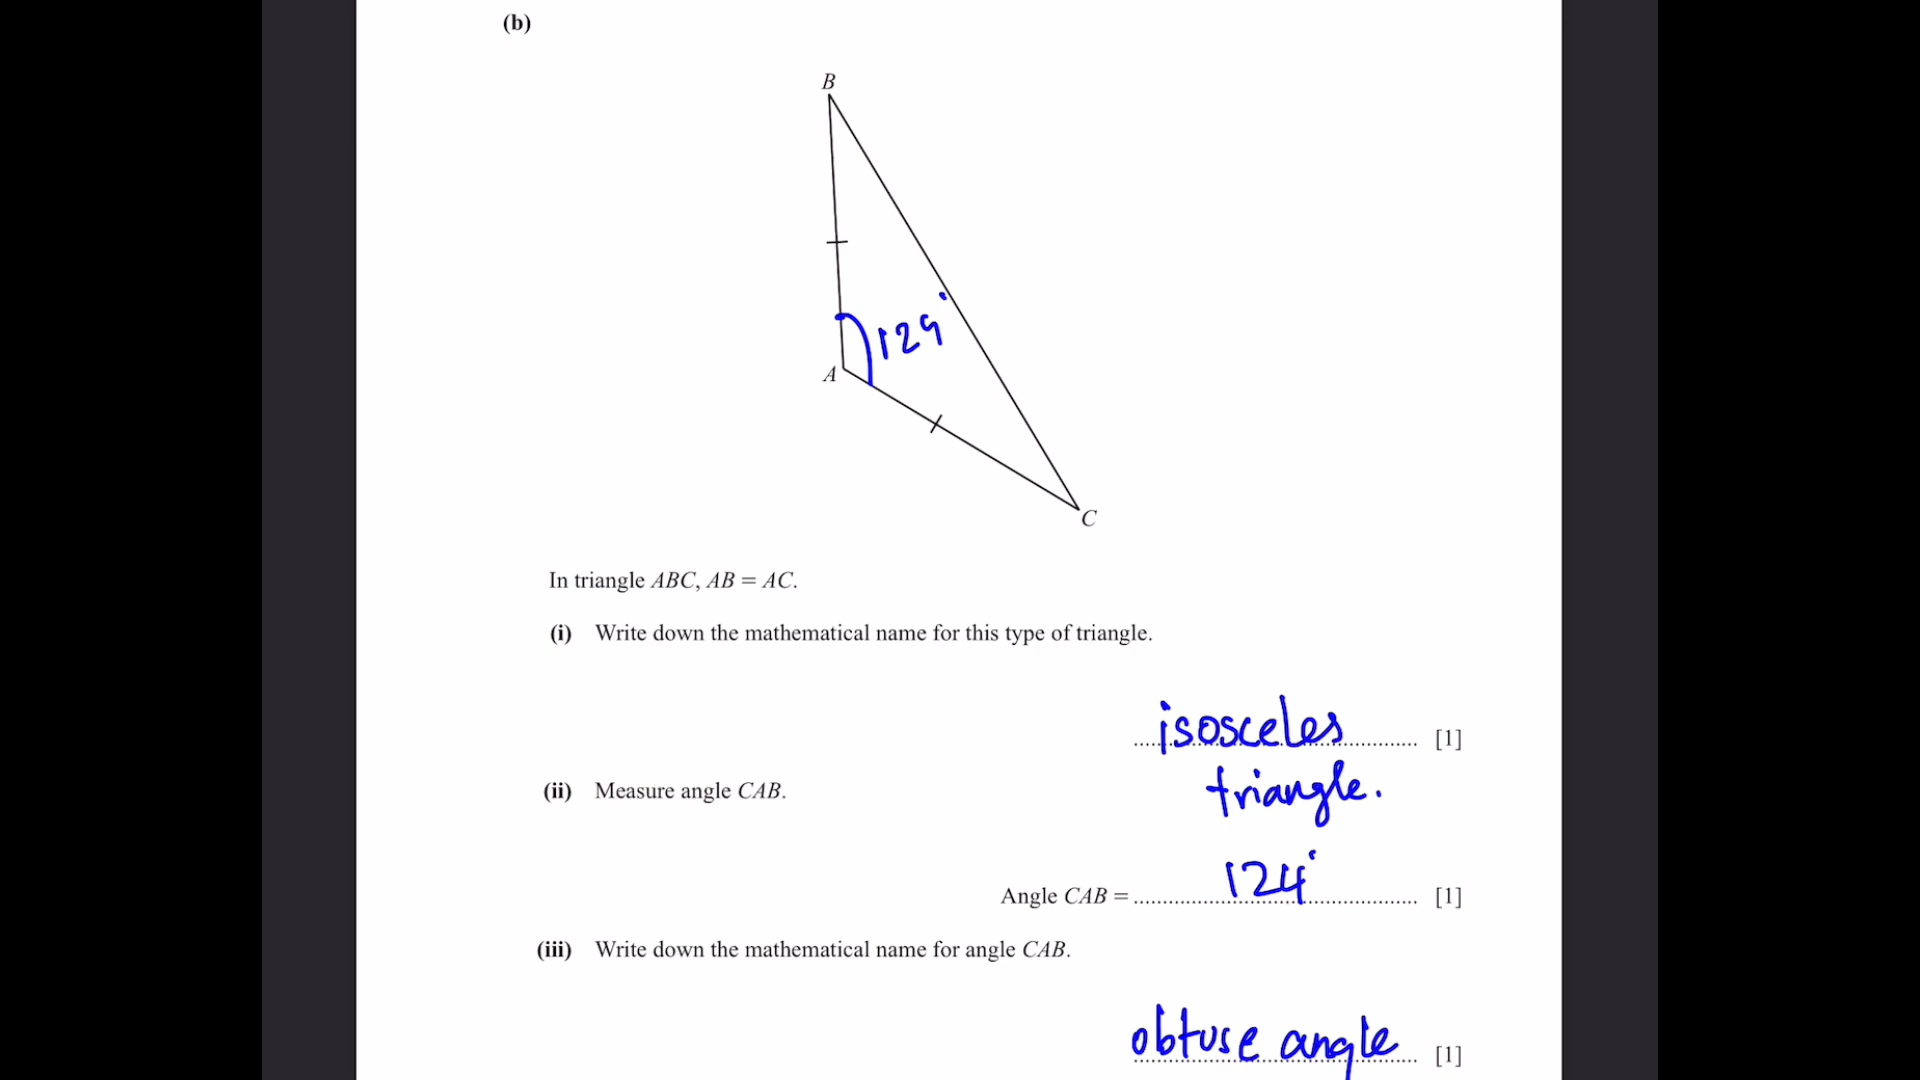 (b)
B
124°
A
C
In triangle ABC, AB = AC.
(i) Write down the mathematical name for this type of triangle.
isosceles [1]
triangle.
(ii) Measure angle CAB.
Angle CAB = 124° [1]
(iii) Write down the mathematical name for angle CAB.
obtuse angle [1]